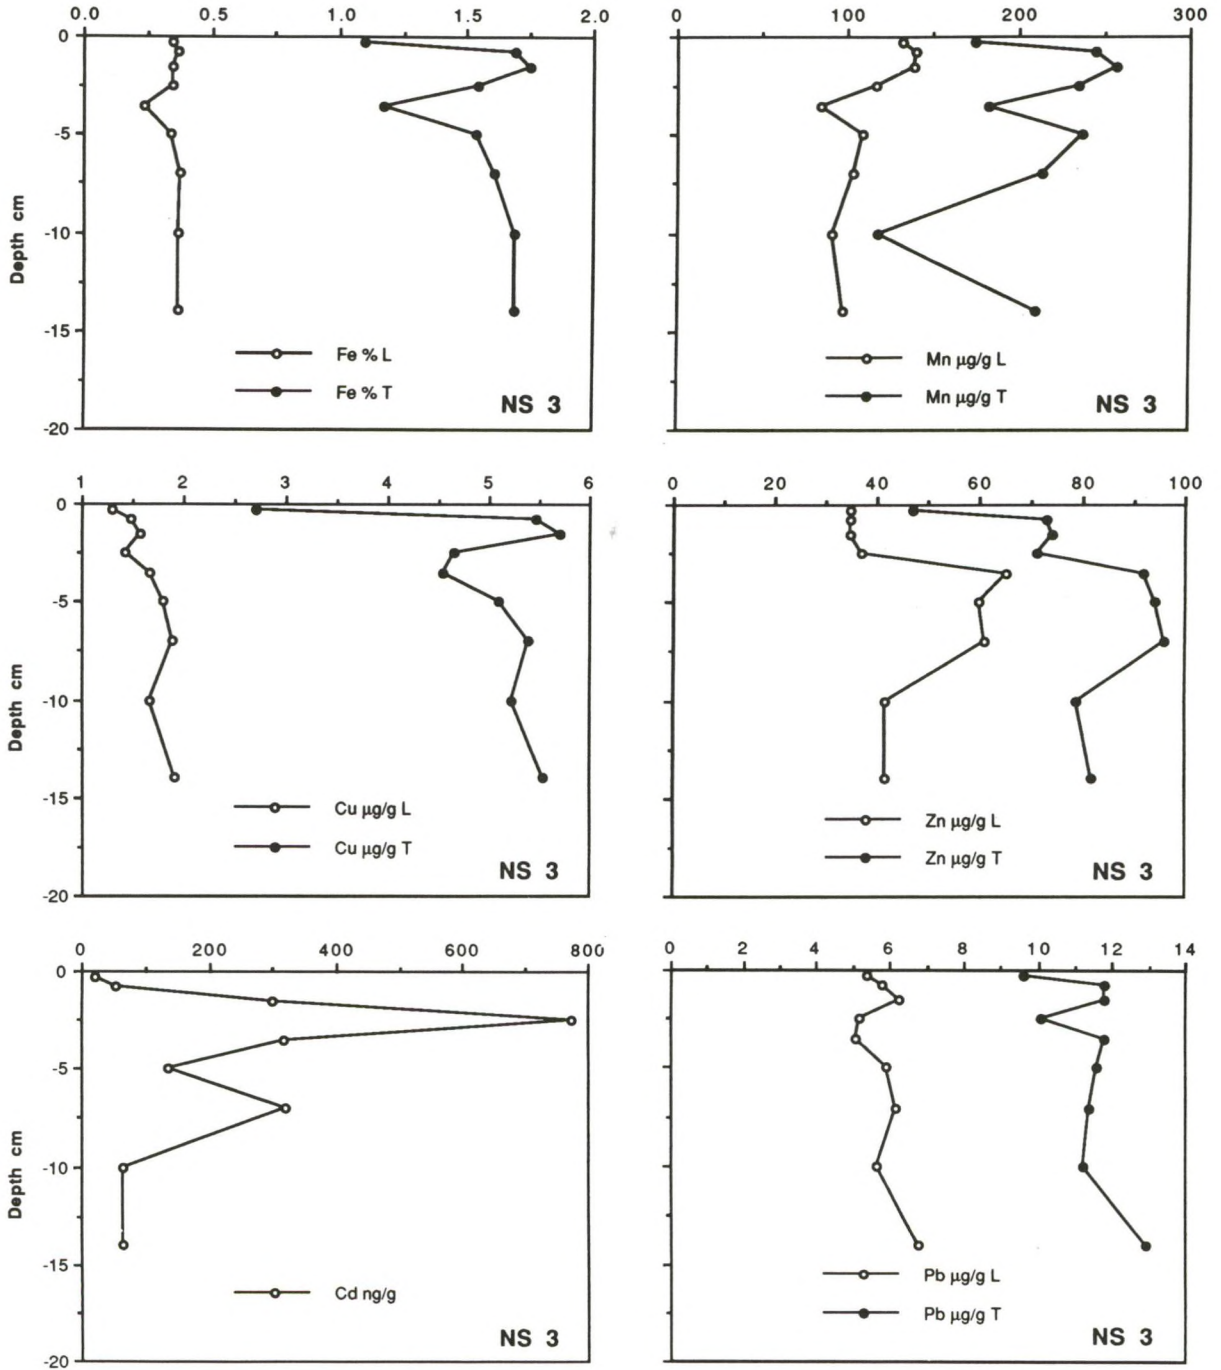 0.0 0.5 1.0 1.5 2.0
0
-5
-10
-15
-20
Depth cm
Fe % L
Fe % T
NS 3
0 100 200 300
Mn µg/g L
Mn µg/g T
NS 3
1 2 3 4 5 6
0
-5
-10
-15
-20
Depth cm
Cu µg/g L
Cu µg/g T
NS 3
0 20 40 60 80 100
Zn µg/g L
Zn µg/g T
NS 3
0 200 400 600 800
0
-5
-10
-15
-20
Depth cm
Cd ng/g
NS 3
0 2 4 6 8 10 12 14
Pb µg/g L
Pb µg/g T
NS 3